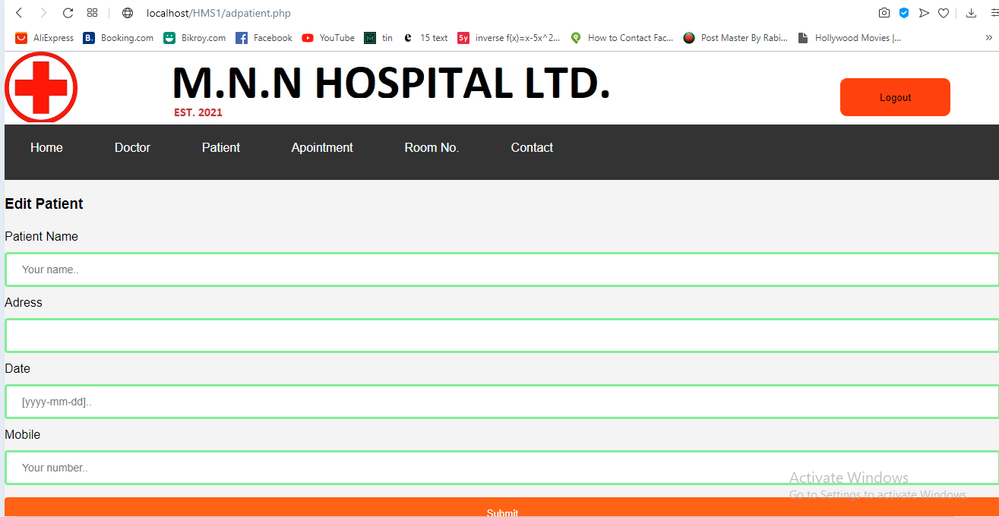 localhost/HMS1/adpatient.php
AliExpress B. Booking.com Bikroy.com Facebook YouTube M tin 15 text Sy inverse f(x)=x-5x^2... How to Contact Fac... Post Master By Rabi... Hollywood Movies |... »
M.N.N HOSPITAL LTD.
EST. 2021
Logout
Home Doctor Patient Apointment Room No. Contact
Edit Patient
Patient Name
Your name..
Adress
Date
[yyyy-mm-dd]..
Mobile
Your number..
Activate Windows
Go to Settings to activate Windows.
Submit